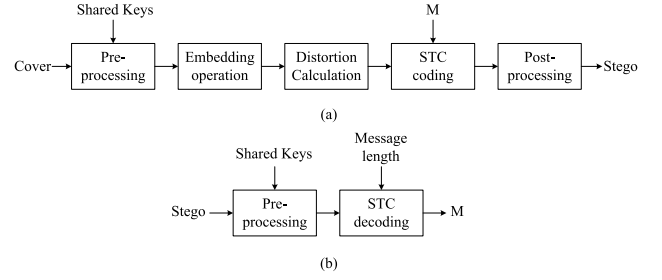 Shared Keys
M
Cover
Pre-
processing
Embedding
operation
Distortion
Calculation
STC
coding
Post-
processing
Stego
(a)
Shared Keys
Message
length
Stego
Pre-
processing
STC
decoding
M
(b)